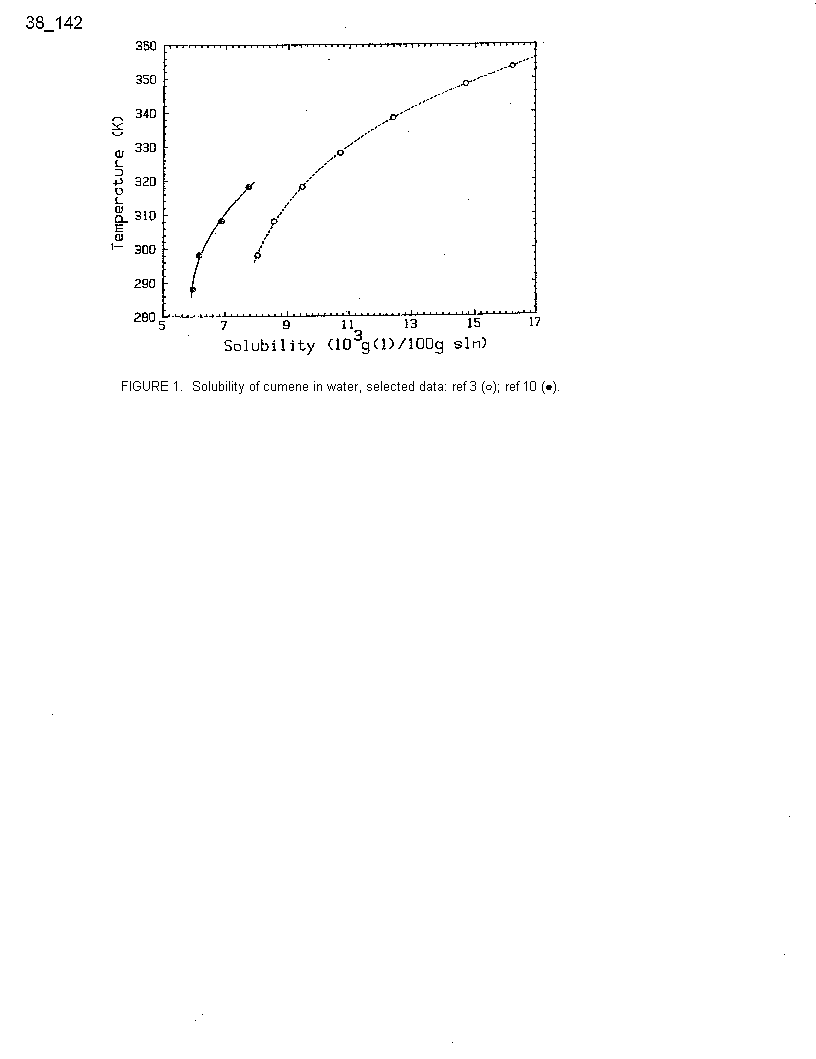 38_142
360
350
340
330
320
310
300
290
280
Temperature (K)
5 7 9 11 13 15 17
Solubility (10³g(1)/100g sln)
FIGURE 1. Solubility of cumene in water, selected data: ref 3 (○); ref 10 (●).